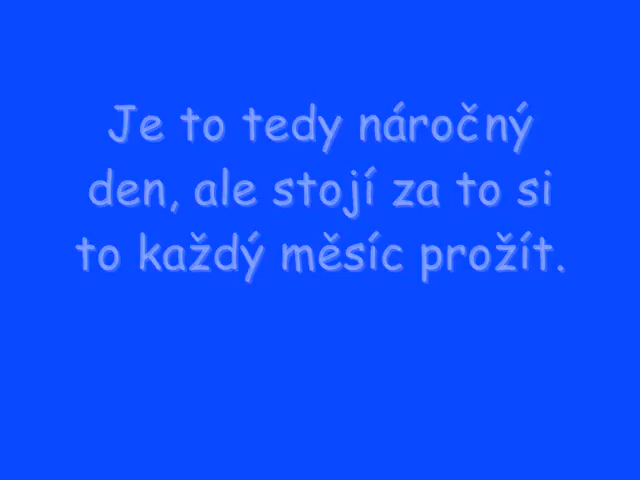 Je to tedy náročný
den, ale stojí za to si
to každý měsíc prožít.